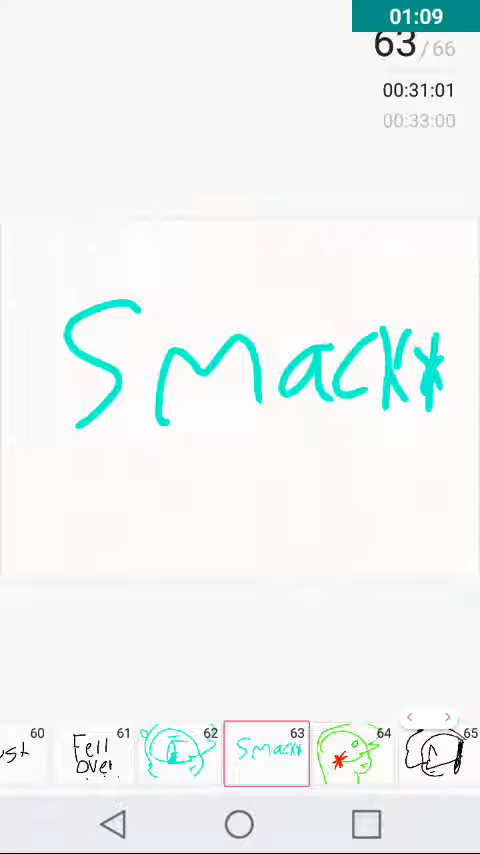 01:09
63 / 66
00:31:01
00:33:00
Smack*
60
61
62
63
64
65
ust
Fell
over
Smack*